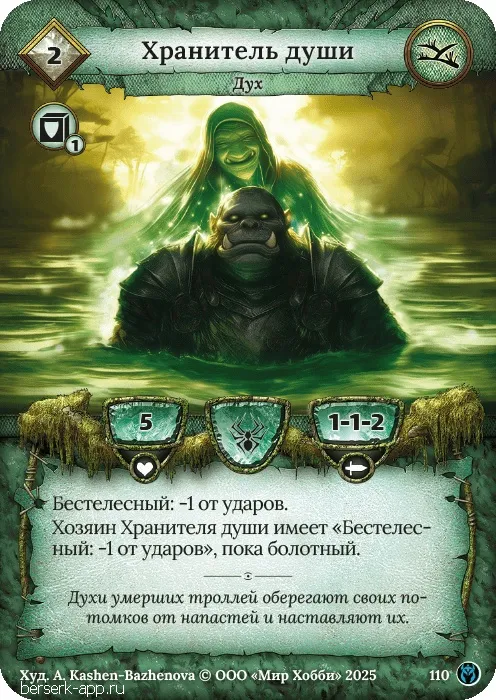 2
Хранитель души
Дух
1
5
1-1-2
Бестелесный: -1 от ударов.
Хозяин Хранителя души имеет «Бестелес-
ный: -1 от ударов», пока болотный.
Духи умерших троллей оберегают своих по-
томков от напастей и наставляют их.
Худ. A. Kashen-Bazhenova © ООО «Мир Хобби» 2025
110
berserk-app.ru